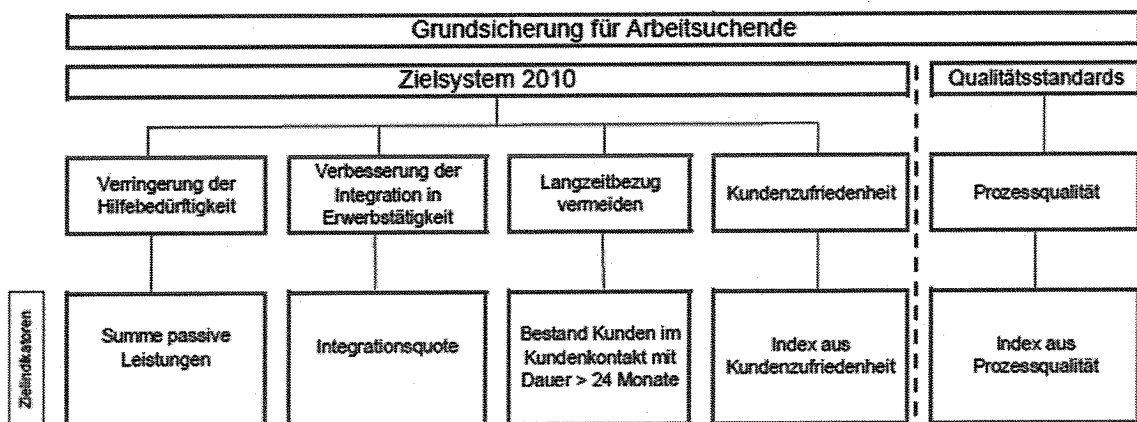 Grundsicherung für Arbeitsuchende
Zielsystem 2010
Qualitätsstandards
Verringerung der
Hilfebedürftigkeit
Verbesserung der
Integration in
Erwerbstätigkeit
Langzeitbezug
vermeiden
Kundenzufriedenheit
Prozessqualität
Zielindikatoren
Summe passive
Leistungen
Integrationsquote
Bestand Kunden im
Kundenkontakt mit
Dauer > 24 Monate
Index aus
Kundenzufriedenheit
Index aus
Prozessqualität